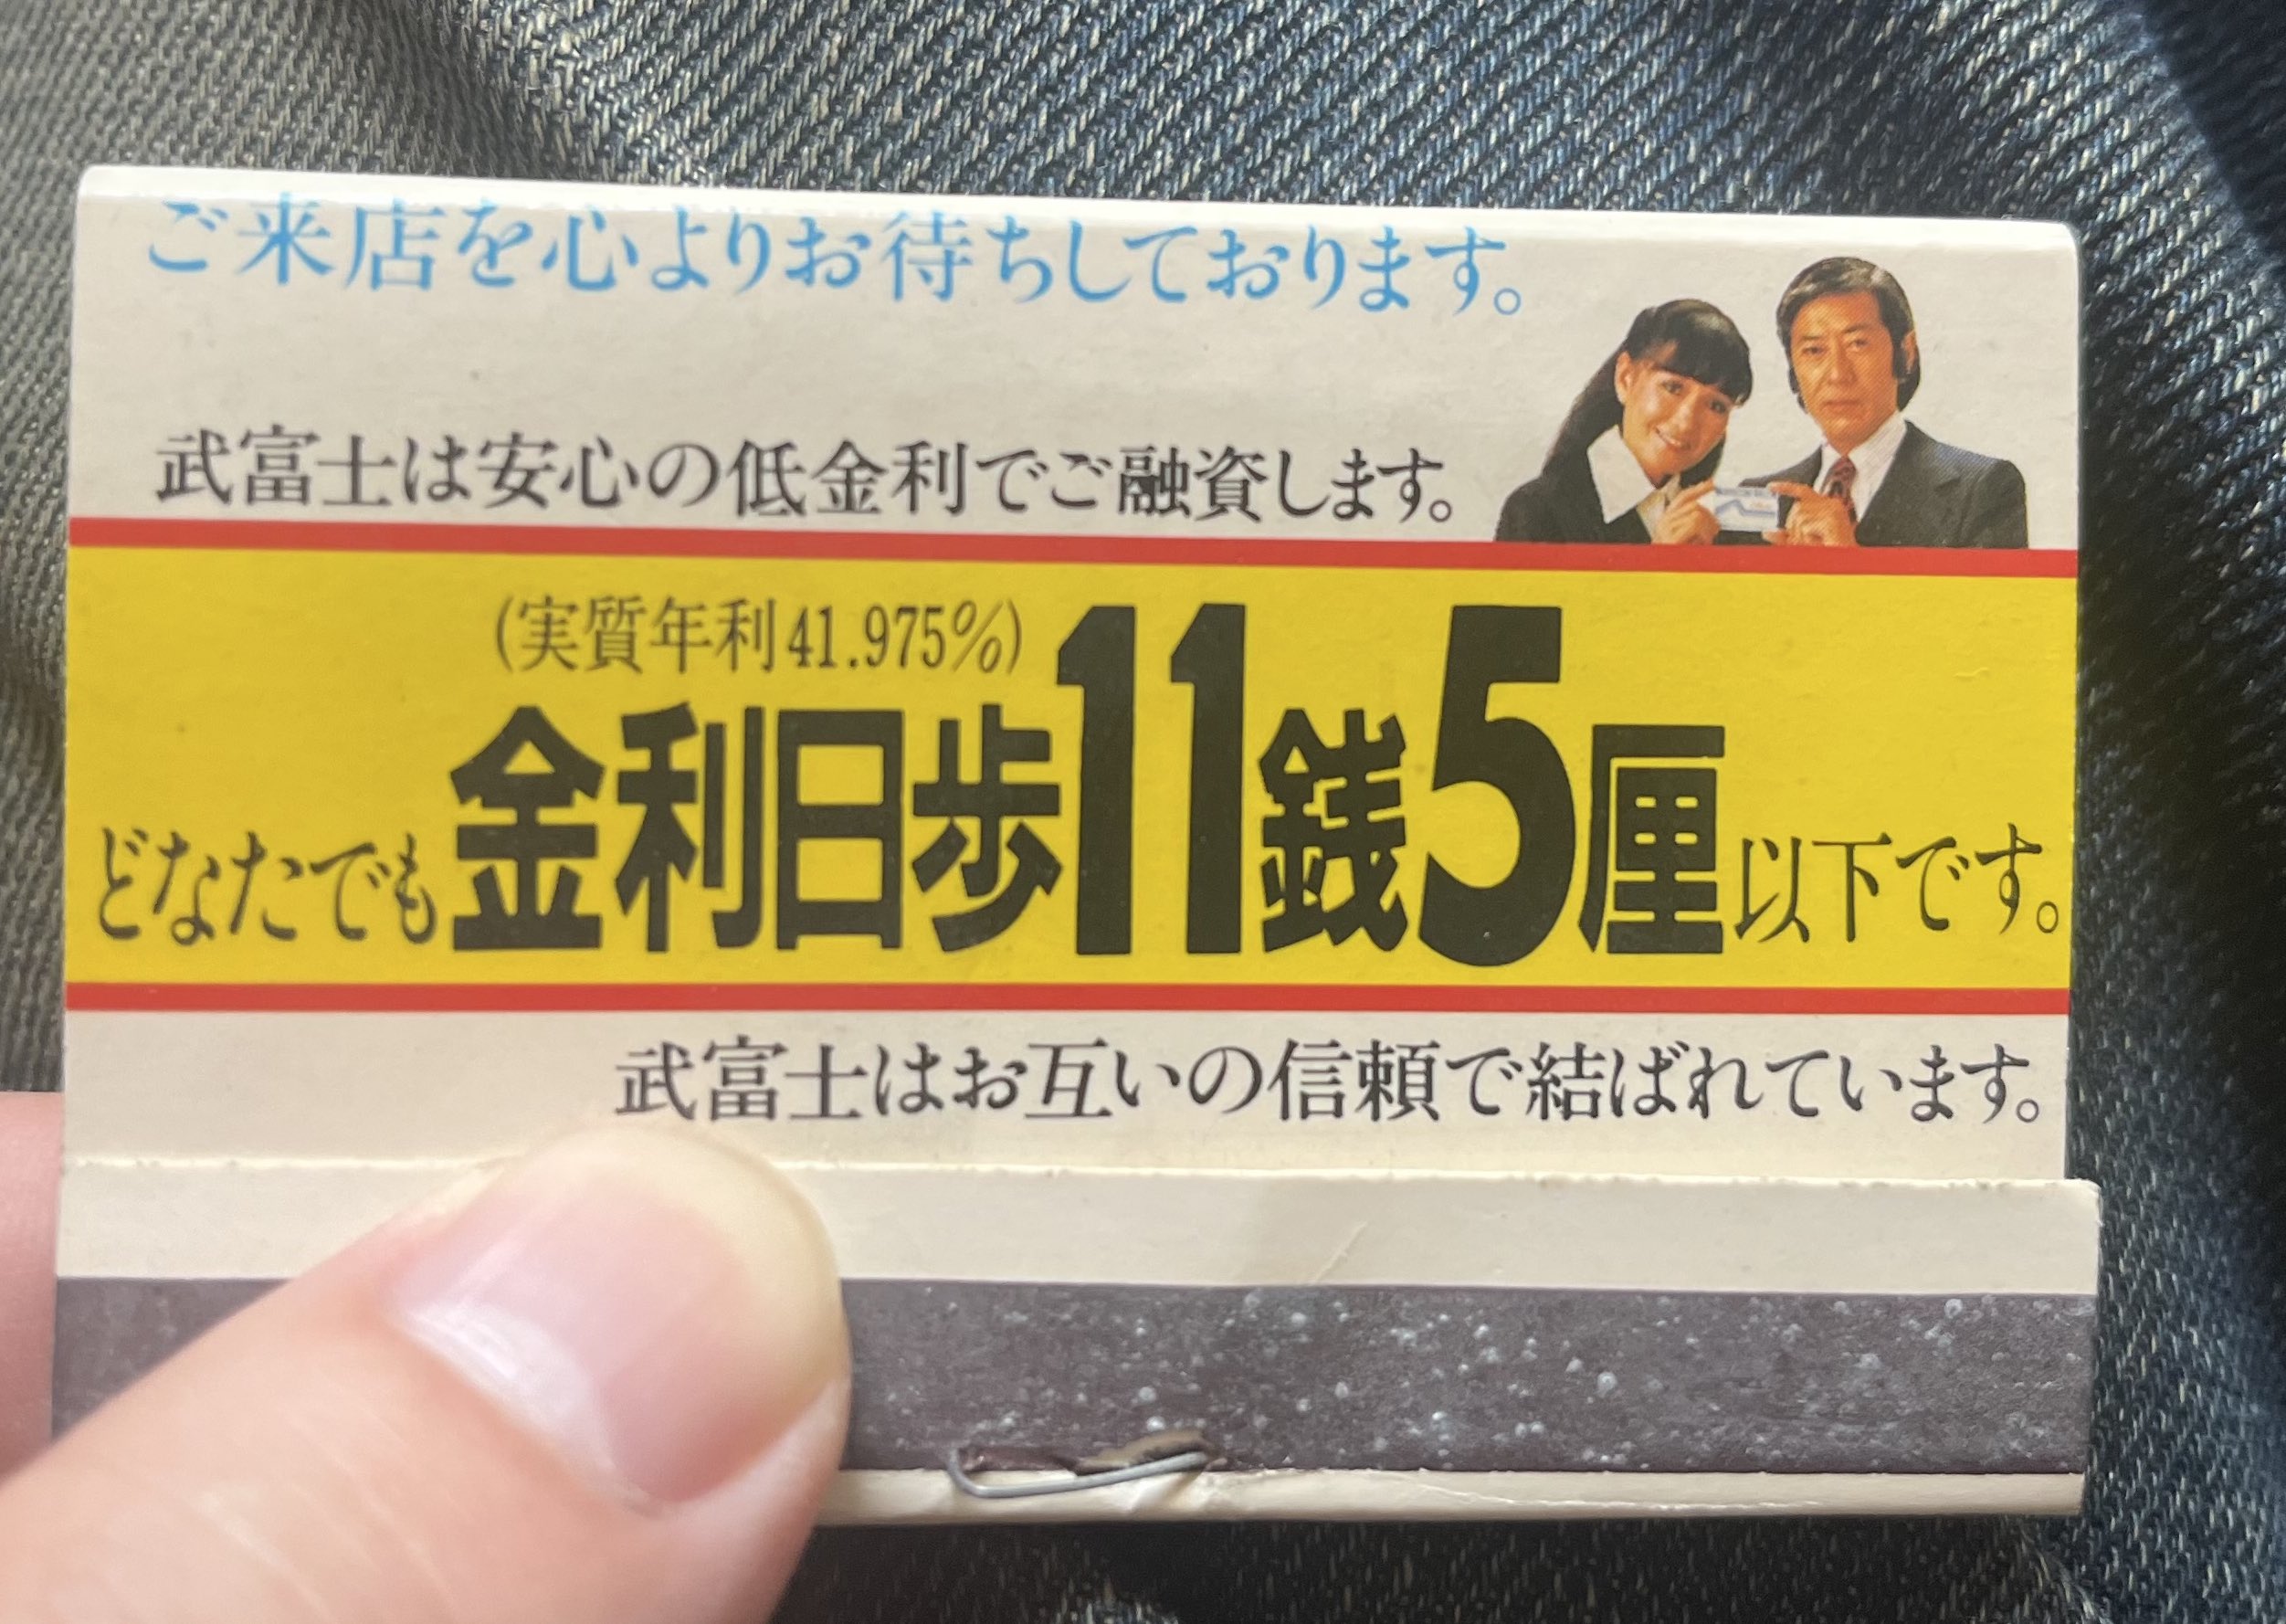 ご来店を心よりお待ちしております。
武富士は安心の低金利でご融資します。
(実質年利41.975%)
どなたでも金利日歩11銭5厘以下です。
武富士はお互いの信頼で結ばれています。